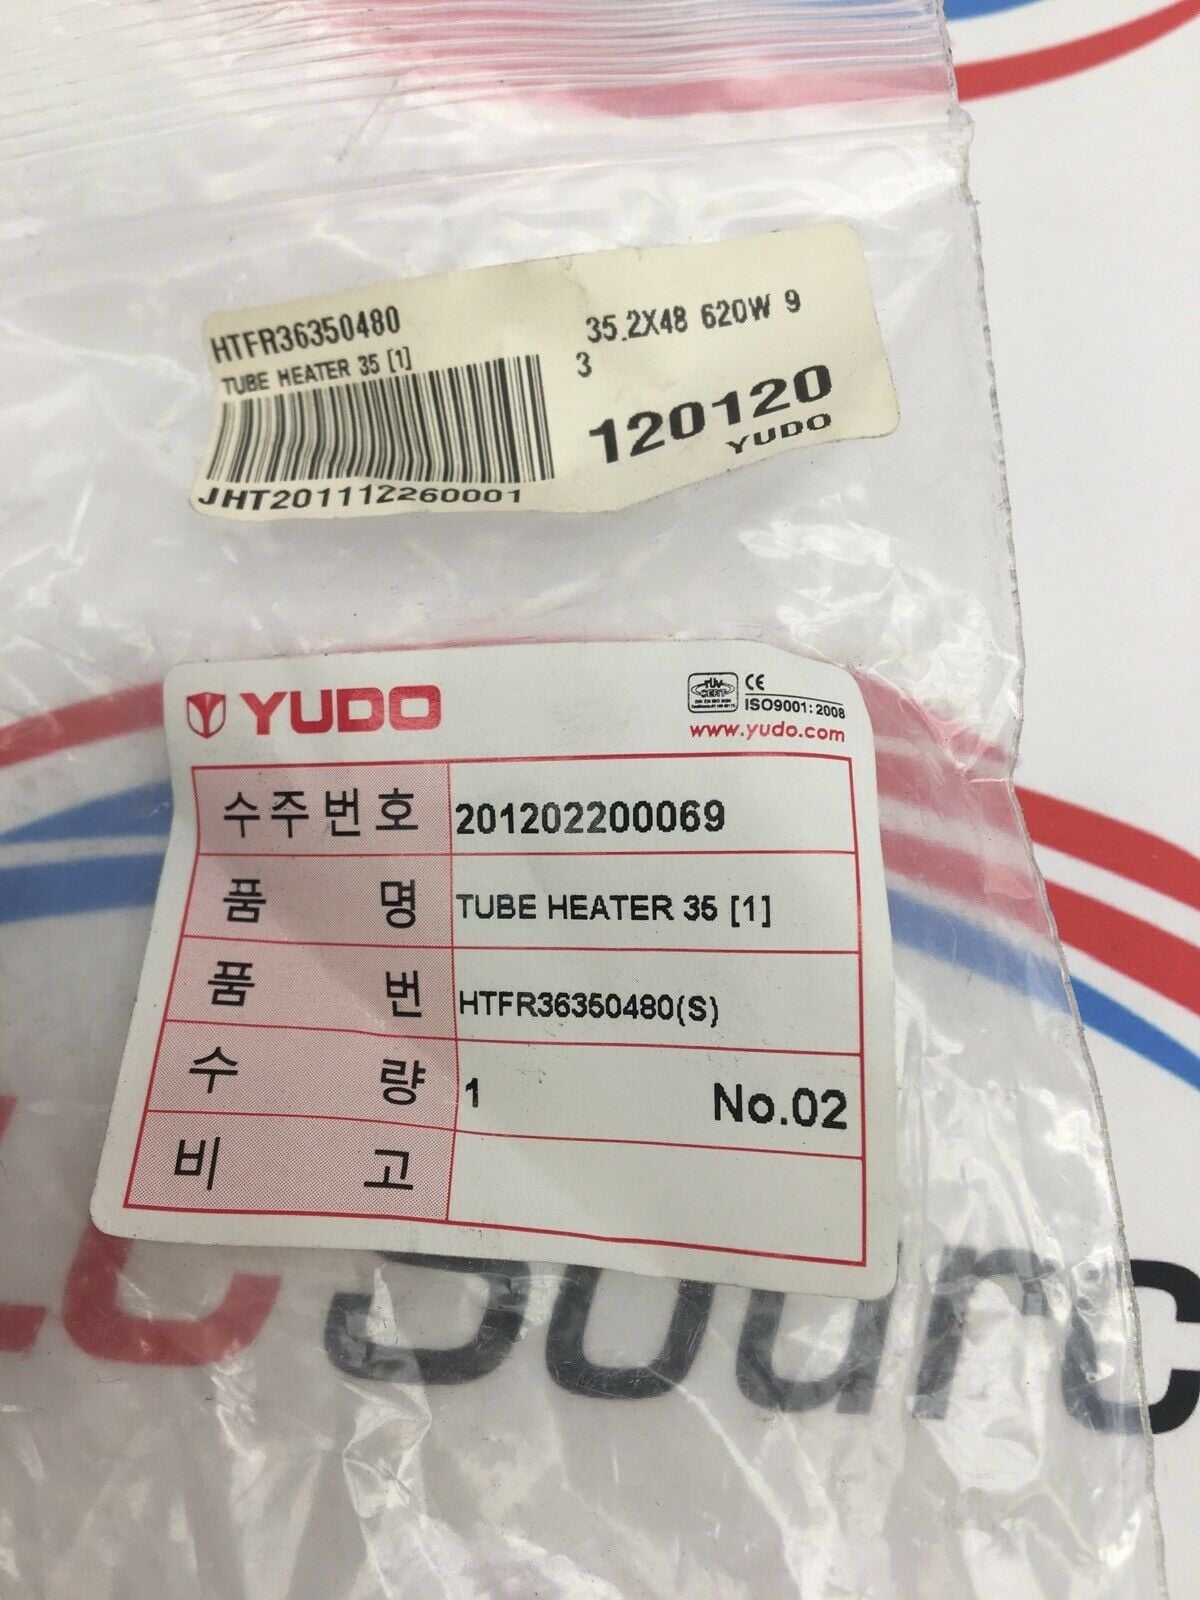 HTFR36350480
35.2X48 620W 9
TUBE HEATER 35 [1]
3
120120
YUDO
JHT201112260001
YUDO
CE
ISO9001:2008
www.yudo.com
수주번호 201202200069
품 명 TUBE HEATER 35 [1]
품 번 HTFR36350480(S)
수 량 1 No.02
비 고
Sourc